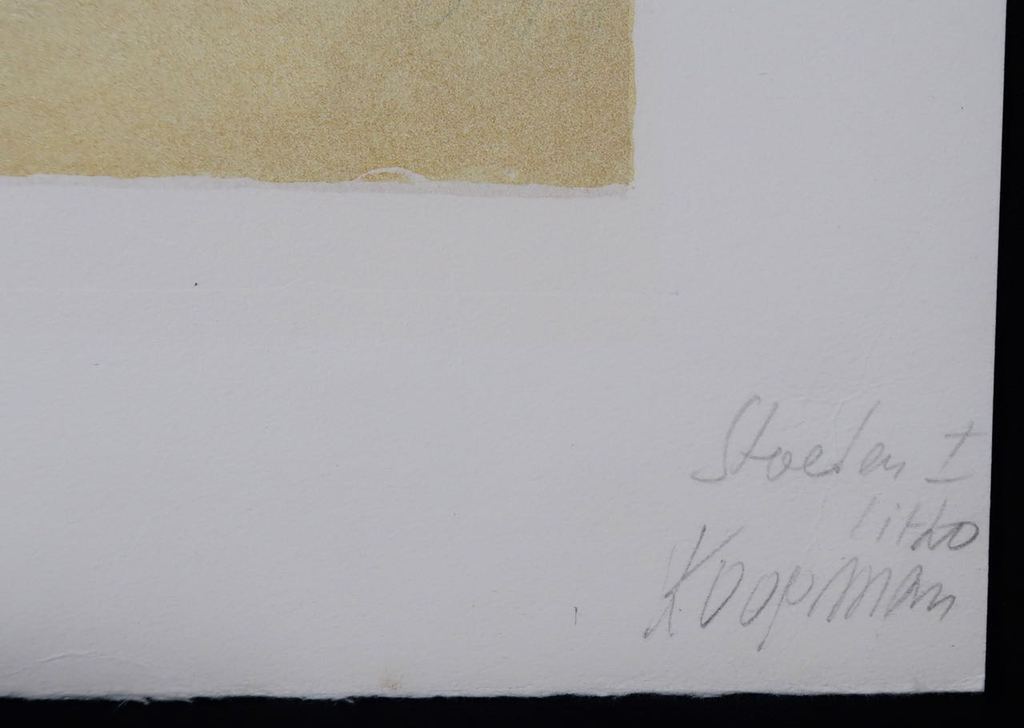 Stoelen I
litho
Koopman